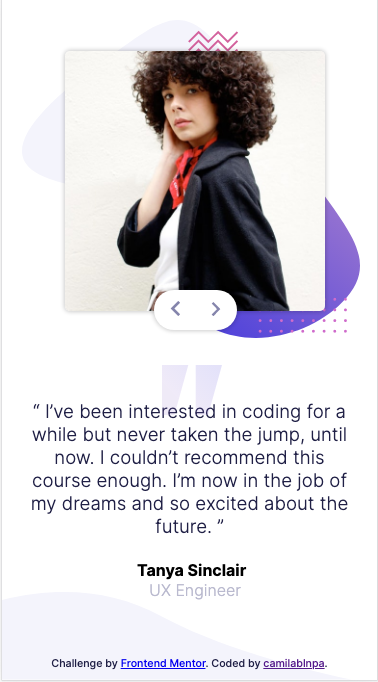 “ I’ve been interested in coding for a
while but never taken the jump, until
now. I couldn’t recommend this
course enough. I’m now in the job of
my dreams and so excited about the
future. ”
Tanya Sinclair
UX Engineer
Challenge by Frontend Mentor. Coded by camilablnpa.